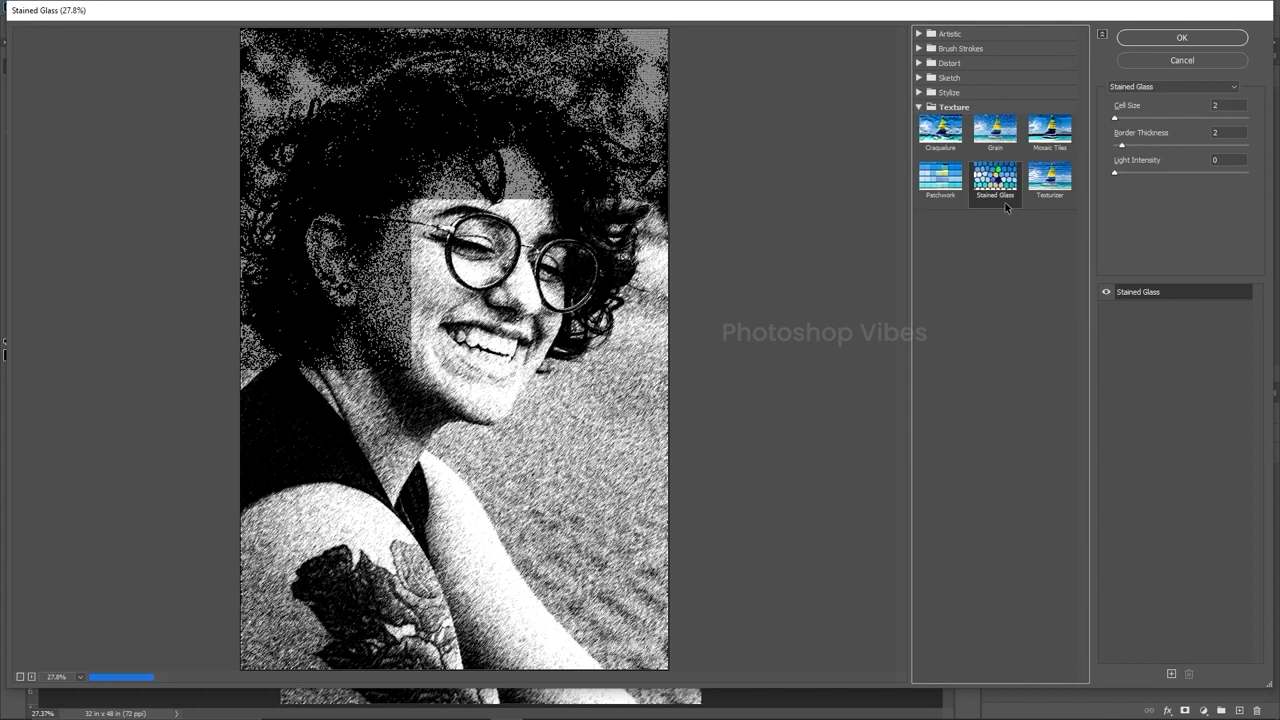 Stained Glass (27.8%)
Artistic
Brush Strokes
Distort
Sketch
Stylize
Texture
Craquelure
Grain
Mosaic Tiles
Patchwork
Stained Glass
Texturizer
OK
Cancel
Stained Glass
Cell Size 2
Border Thickness 2
Light Intensity 0
Stained Glass
Photoshop Vibes
27.8%
27.37% 32 in x 48 in (72 ppi)
fx